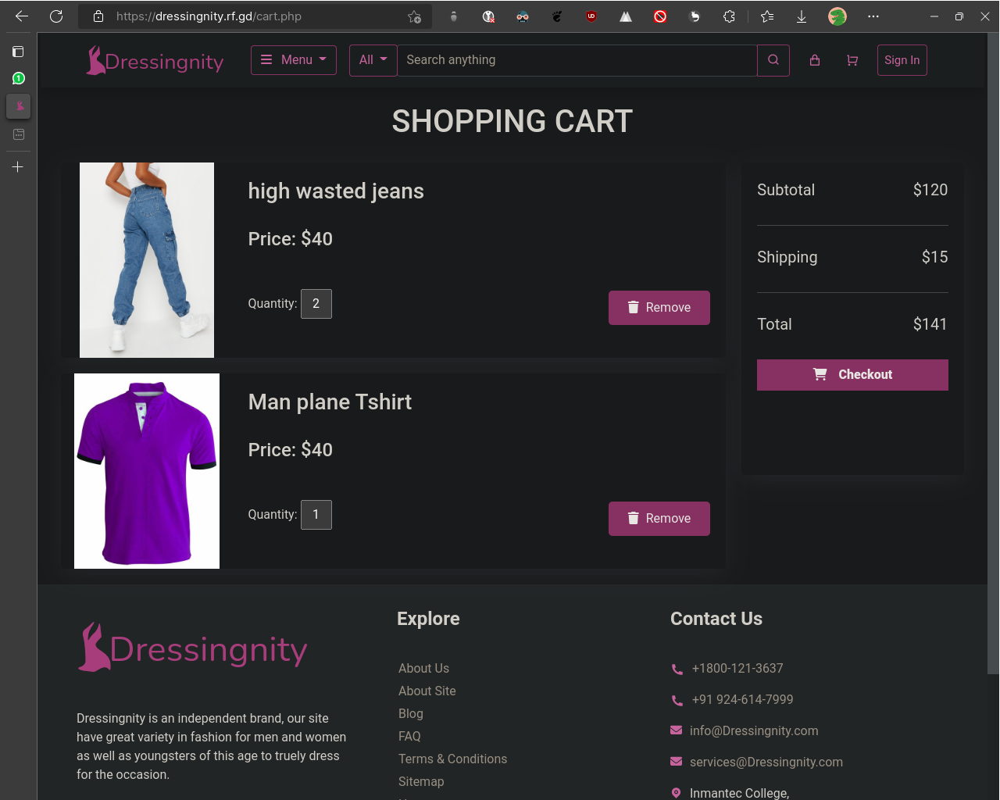 https://dressingnity.rf.gd/cart.php
1
Dressingnity
Menu
All
Search anything
Sign In
SHOPPING CART
high wasted jeans
Price: $40
Quantity: 2
Remove
Man plane Tshirt
Price: $40
Quantity: 1
Remove
Subtotal $120
Shipping $15
Total $141
Checkout
Dressingnity
Dressingnity is an independent brand, our site
have great variety in fashion for men and women
as well as youngsters of this age to truely dress
for the occasion.
Explore
About Us
About Site
Blog
FAQ
Terms & Conditions
Sitemap
Contact Us
+1800-121-3637
+91 924-614-7999
info@Dressingnity.com
services@Dressingnity.com
Inmantec College,